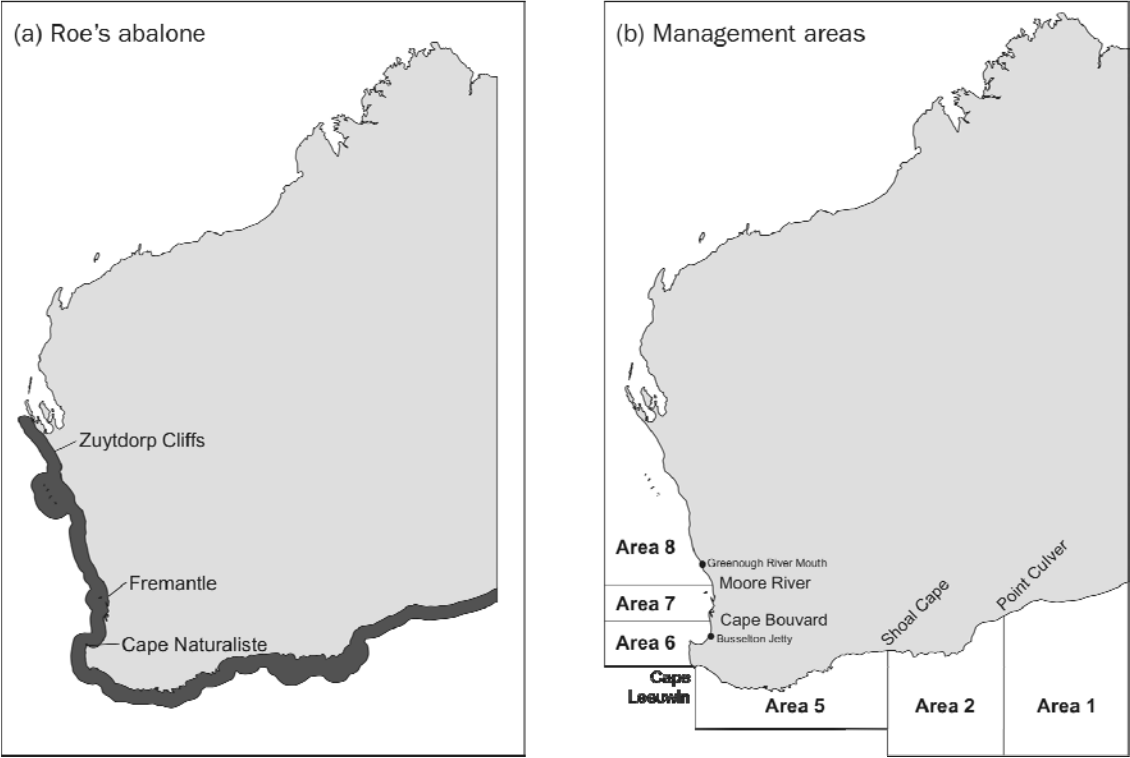 (a) Roe's abalone
Zuytdorp Cliffs
Fremantle
Cape Naturaliste
(b) Management areas
Area 8
Greenough River Mouth
Moore River
Area 7
Cape Bouvard
Area 6
Busselton Jetty
Shoal Cape
Point Culver
Cape
Leeuwin
Area 5
Area 2
Area 1